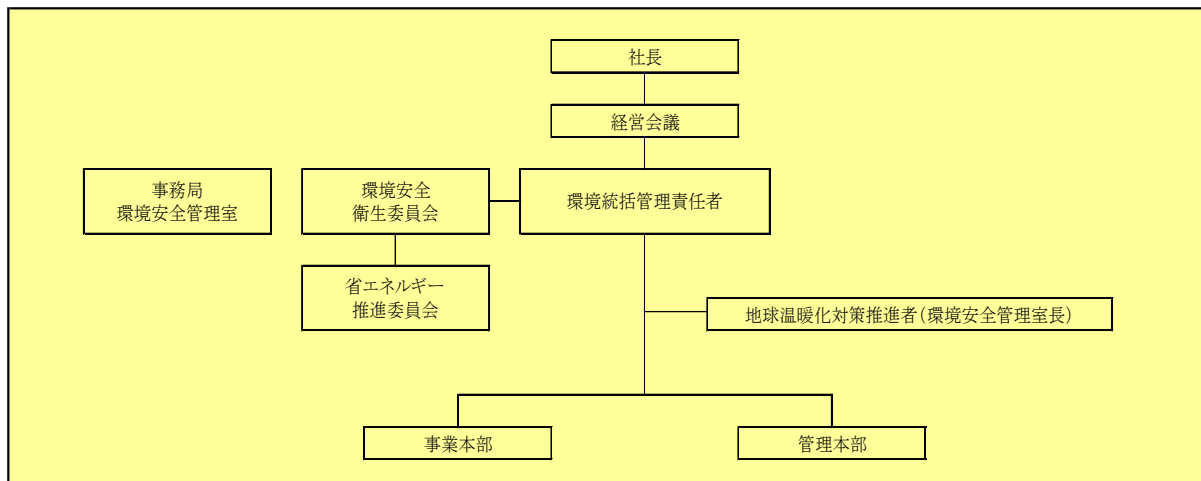 社長
経営会議
事務局
環境安全管理室
環境安全
衛生委員会
環境統括管理責任者
省エネルギー
推進委員会
地球温暖化対策推進者(環境安全管理室長)
事業本部
管理本部